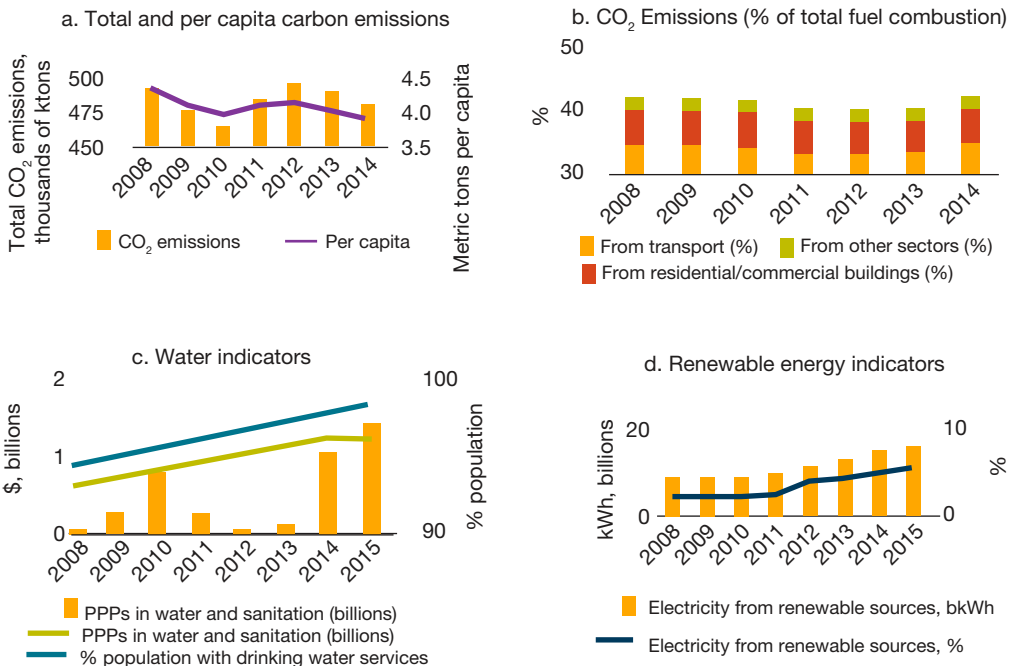 a. Total and per capita carbon emissions
Total CO2 emissions,
thousands of ktons
500
475
450
4.5
4.0
3.5
Metric tons per capita
2008
2009
2010
2011
2012
2013
2014
CO2 emissions
Per capita
b. CO2 Emissions (% of total fuel combustion)
%
50
40
30
2008
2009
2010
2011
2012
2013
2014
From transport (%)
From other sectors (%)
From residential/commercial buildings (%)
c. Water indicators
$, billions
2
1
0
100
90
% population
2008
2009
2010
2011
2012
2013
2014
2015
PPPs in water and sanitation (billions)
PPPs in water and sanitation (billions)
% population with drinking water services
d. Renewable energy indicators
kWh, billions
20
0
10
0
%
2008
2009
2010
2011
2012
2013
2014
2015
Electricity from renewable sources, bkWh
Electricity from renewable sources, %